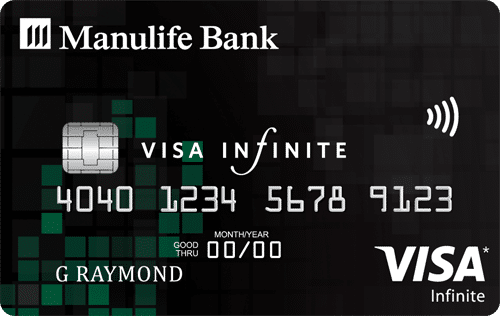 Manulife Bank
VISA Infinite
4040 1234 5678 9123
MONTH/YEAR
GOOD THRU 00/00
G RAYMOND
VISA*
Infinite